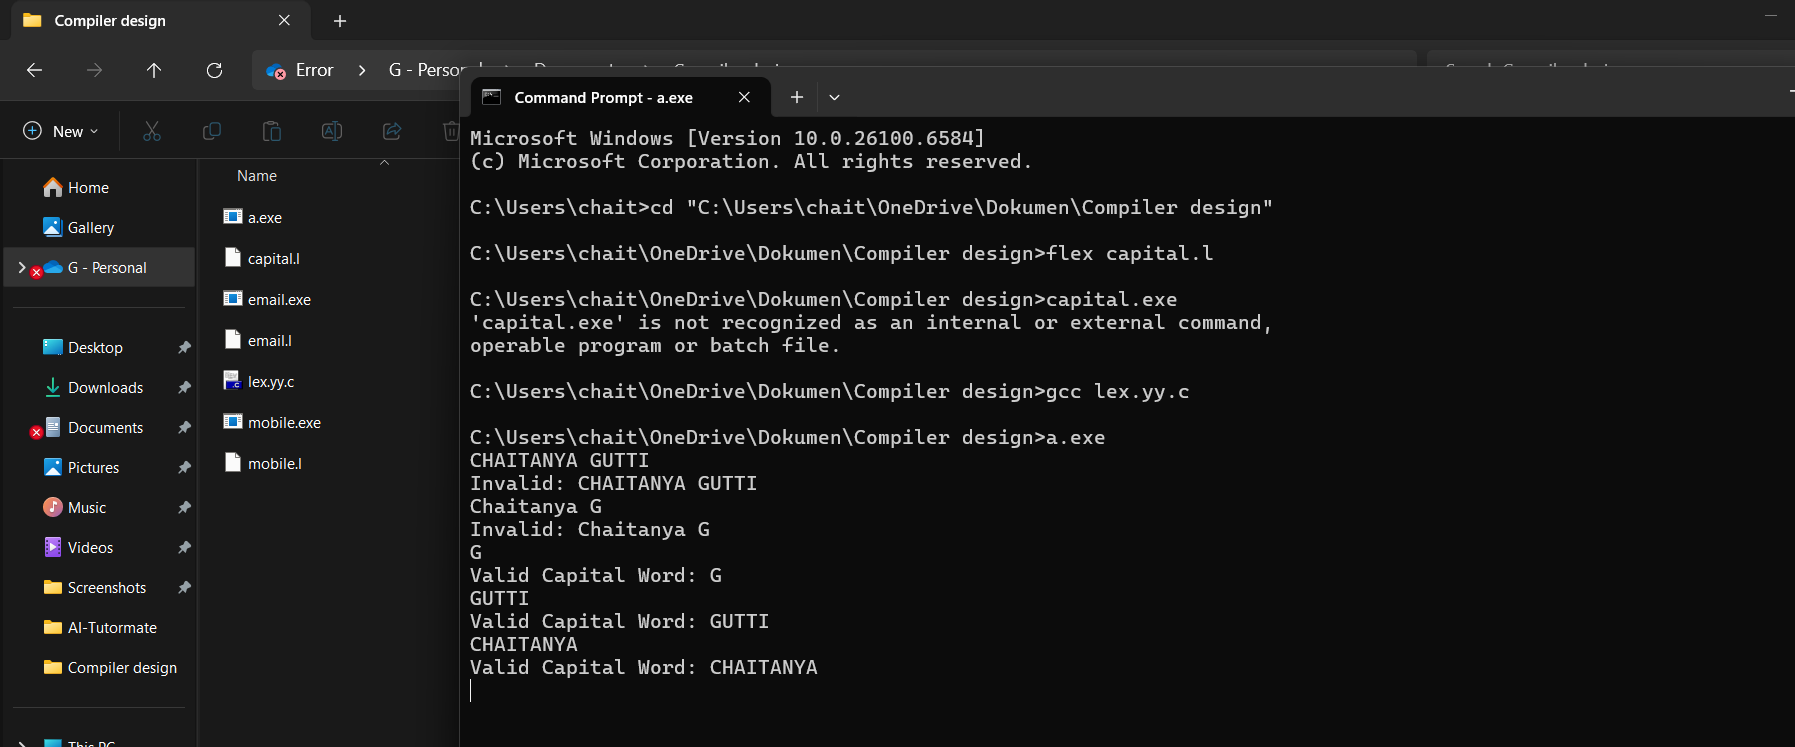 Compiler design
Error > G - Personal
New
Name
Home
Gallery
G - Personal
Desktop
Downloads
Documents
Pictures
Music
Videos
Screenshots
AI-Tutormate
Compiler design
This PC
a.exe
capital.l
email.exe
email.l
lex.yy.c
mobile.exe
mobile.l
Command Prompt - a.exe
Microsoft Windows [Version 10.0.26100.6584]
(c) Microsoft Corporation. All rights reserved.
C:\Users\chait>cd "C:\Users\chait\OneDrive\Dokumen\Compiler design"
C:\Users\chait\OneDrive\Dokumen\Compiler design>flex capital.l
C:\Users\chait\OneDrive\Dokumen\Compiler design>capital.exe
'capital.exe' is not recognized as an internal or external command,
operable program or batch file.
C:\Users\chait\OneDrive\Dokumen\Compiler design>gcc lex.yy.c
C:\Users\chait\OneDrive\Dokumen\Compiler design>a.exe
CHAITANYA GUTTI
Invalid: CHAITANYA GUTTI
Chaitanya G
Invalid: Chaitanya G
G
Valid Capital Word: G
GUTTI
Valid Capital Word: GUTTI
CHAITANYA
Valid Capital Word: CHAITANYA